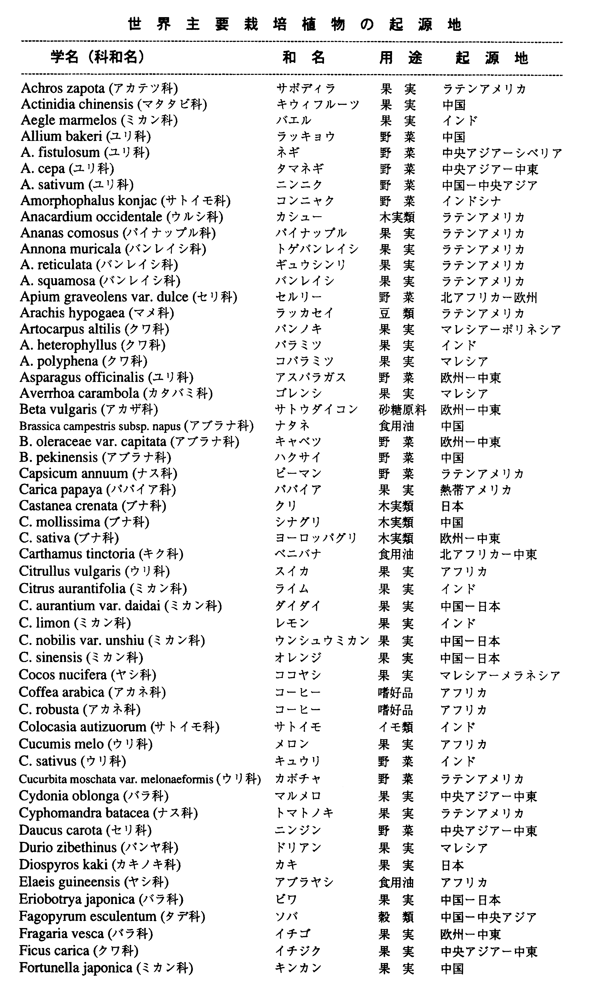 世界主要栽培植物の起源地
学名（科和名） 和名 用途 起源地
Achros zapota (アカテツ科) サポディラ 果実 ラテンアメリカ
Actinidia chinensis (マタタビ科) キウィフルーツ 果実 中国
Aegle marmelos (ミカン科) バエル 果実 インド
Allium bakeri (ユリ科) ラッキョウ 野菜 中国
A. fistulosum (ユリ科) ネギ 野菜 中央アジアーシベリア
A. cepa (ユリ科) タマネギ 野菜 中央アジアー中東
A. sativum (ユリ科) ニンニク 野菜 中国ー中央アジア
Amorphophalus konjac (サトイモ科) コンニャク 野菜 インドシナ
Anacardium occidentale (ウルシ科) カシュー 木実類 ラテンアメリカ
Ananas comosus (パイナップル科) パイナップル 果実 ラテンアメリカ
Annona muricala (バンレイシ科) トゲバンレイシ 果実 ラテンアメリカ
A. reticulata (バンレイシ科) ギュウシンリ 果実 ラテンアメリカ
A. squamosa (バンレイシ科) バンレイシ 果実 ラテンアメリカ
Apium graveolens var. dulce (セリ科) セルリー 野菜 北アフリカー欧州
Arachis hypogaea (マメ科) ラッカセイ 豆類 ラテンアメリカ
Artocarpus altilis (クワ科) パンノキ 果実 マレシアーポリネシア
A. heterophyllus (クワ科) パラミツ 果実 インド
A. polyphena (クワ科) コパラミツ 果実 マレシア
Asparagus officinalis (ユリ科) アスパラガス 野菜 欧州ー中東
Averrhoa carambola (カタバミ科) ゴレンシ 果実 マレシア
Beta vulgaris (アカザ科) サトウダイコン 砂糖原料 欧州ー中東
Brassica campestris subsp. napus (アブラナ科) ナタネ 食用油 中国
B. oleraceae var. capitata (アブラナ科) キャベツ 野菜 欧州ー中東
B. pekinensis (アブラナ科) ハクサイ 野菜 中国
Capsicum annuum (ナス科) ピーマン 野菜 ラテンアメリカ
Carica papaya (パパイア科) パパイア 果実 熱帯アメリカ
Castanea crenata (ブナ科) クリ 木実類 日本
C. mollissima (ブナ科) シナグリ 木実類 中国
C. sativa (ブナ科) ヨーロッパグリ 木実類 欧州ー中東
Carthamus tinctoria (キク科) ベニバナ 食用油 北アフリカー中東
Citrullus vulgaris (ウリ科) スイカ 果実 アフリカ
Citrus aurantifolia (ミカン科) ライム 果実 インド
C. aurantium var. daidai (ミカン科) ダイダイ 果実 中国ー日本
C. limon (ミカン科) レモン 果実 インド
C. nobilis var. unshiu (ミカン科) ウンシュウミカン 果実 中国ー日本
C. sinensis (ミカン科) オレンジ 果実 中国ー日本
Cocos nucifera (ヤシ科) ココヤシ 果実 マレシアーメラネシア
Coffea arabica (アカネ科) コーヒー 嗜好品 アフリカ
C. robusta (アカネ科) コーヒー 嗜好品 アフリカ
Colocasia autizuorum (サトイモ科) サトイモ イモ類 インド
Cucumis melo (ウリ科) メロン 果実 アフリカ
C. sativus (ウリ科) キュウリ 野菜 インド
Cucurbita moschata var. melonaeformis (ウリ科) カボチャ 野菜 ラテンアメリカ
Cydonia oblonga (バラ科) マルメロ 果実 中央アジアー中東
Cyphomandra batacea (ナス科) トマトノキ 果実 ラテンアメリカ
Daucus carota (セリ科) ニンジン 野菜 中央アジアー中東
Durio zibethinus (パンヤ科) ドリアン 果実 マレシア
Diospyros kaki (カキノキ科) カキ 果実 日本
Elaeis guineensis (ヤシ科) アブラヤシ 食用油 アフリカ
Eriobotrya japonica (バラ科) ビワ 果実 中国ー日本
Fagopyrum esculentum (タデ科) ソバ 穀類 中国ー中央アジア
Fragaria vesca (バラ科) イチゴ 果実 欧州ー中東
Ficus carica (クワ科) イチジク 果実 中央アジアー中東
Fortunella japonica (ミカン科) キンカン 果実 中国